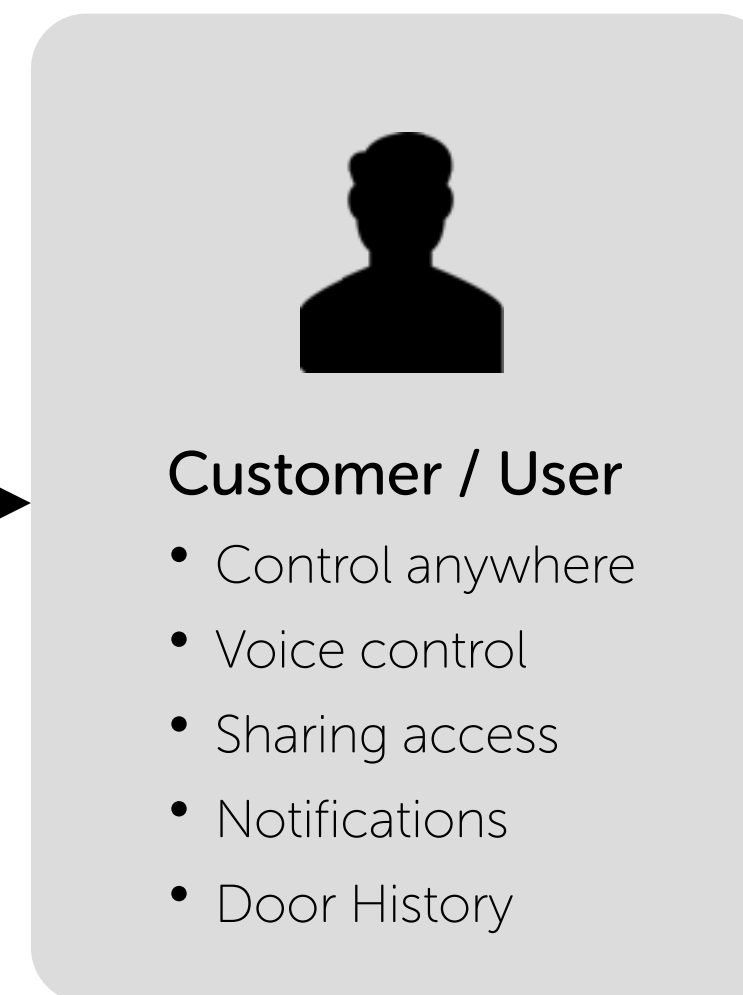 Customer / User
• Control anywhere
• Voice control
• Sharing access
• Notifications
• Door History